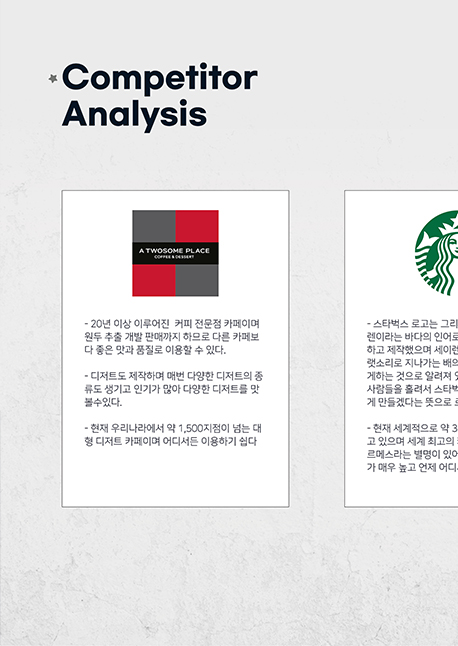 Competitor
Analysis
A TWOSOME PLACE
COFFEE & DESSERT
- 20년 이상 이루어진 커피 전문점 카페이며
원두 추출 개발 판매까지 하므로 다른 카페보
다 좋은 맛과 품질로 이용할 수 있다.
- 디저트도 제작하며 매번 다양한 디저트의 종
류도 생기고 인기가 많아 다양한 디저트를 맛
볼수있다.
- 현재 우리나라에서 약 1,500지점이 넘는 대
형 디저트 카페이며 어디서든 이용하기 쉽다
- 스타벅스 로고는 그리
렌이라는 바다의 인어로
하고 제작했으며 세이렌
랫소리로 지나가는 배의
게하는 것으로 알려져
사람들을 홀려서 스타벅
게 만들겠다는 뜻으로
- 현재 세계적으로 약 3
고 있으며 세계 최고의
르메스라는 별명이 있어
가 매우 높고 언제 어디